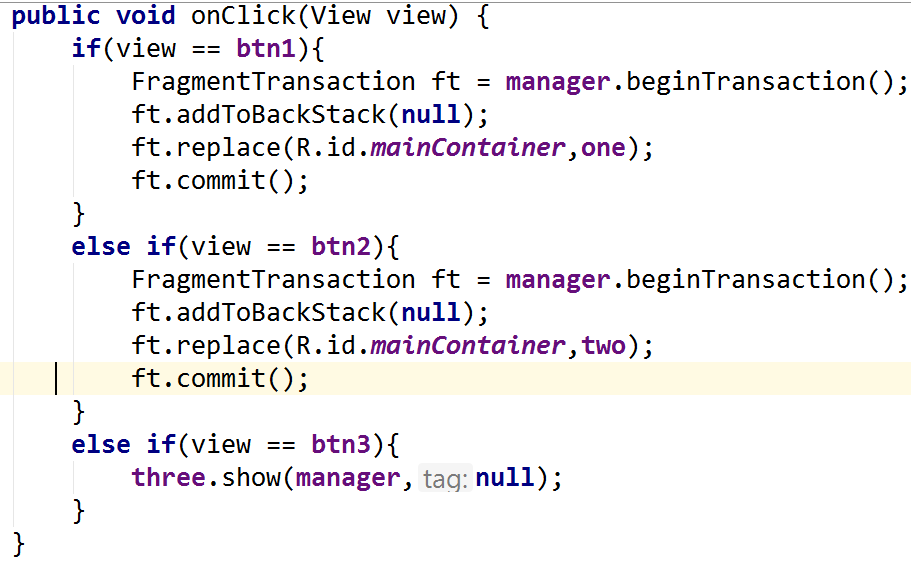 public void onClick(View view) {
if(view == btn1){
FragmentTransaction ft = manager.beginTransaction();
ft.addToBackStack(null);
ft.replace(R.id.mainContainer,one);
ft.commit();
}
else if(view == btn2){
FragmentTransaction ft = manager.beginTransaction();
ft.addToBackStack(null);
ft.replace(R.id.mainContainer,two);
ft.commit();
}
else if(view == btn3){
three.show(manager, tag: null);
}
}